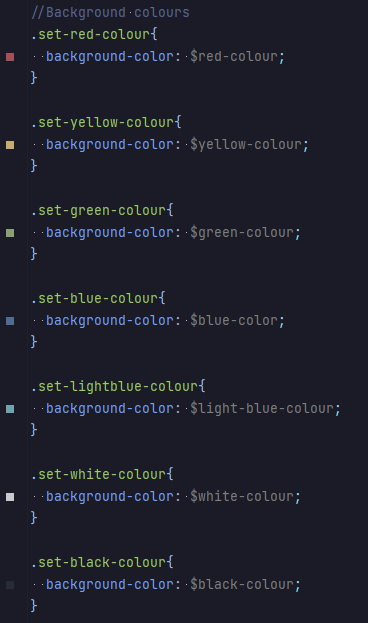 //Background colours
.set-red-colour{
  background-color: $red-colour;
}

.set-yellow-colour{
  background-color: $yellow-colour;
}

.set-green-colour{
  background-color: $green-colour;
}

.set-blue-colour{
  background-color: $blue-color;
}

.set-lightblue-colour{
  background-color: $light-blue-colour;
}

.set-white-colour{
  background-color: $white-colour;
}

.set-black-colour{
  background-color: $black-colour;
}